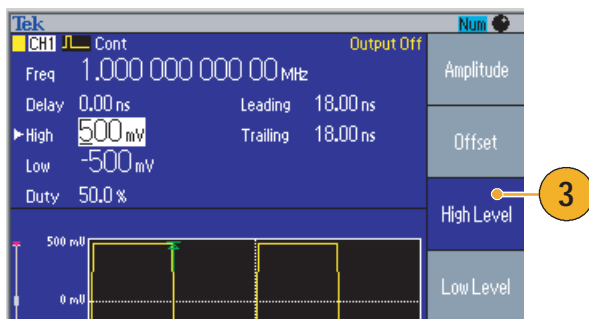 Tek Num
CH1 Cont Output Off
Freq 1.000 000 000 00 MHz
Delay 0.00 ns Leading 18.00 ns
High 500 mV Trailing 18.00 ns
Low -500 mV
Duty 50.0 %
500 mV
0 mV
Amplitude
Offset
High Level
Low Level
3